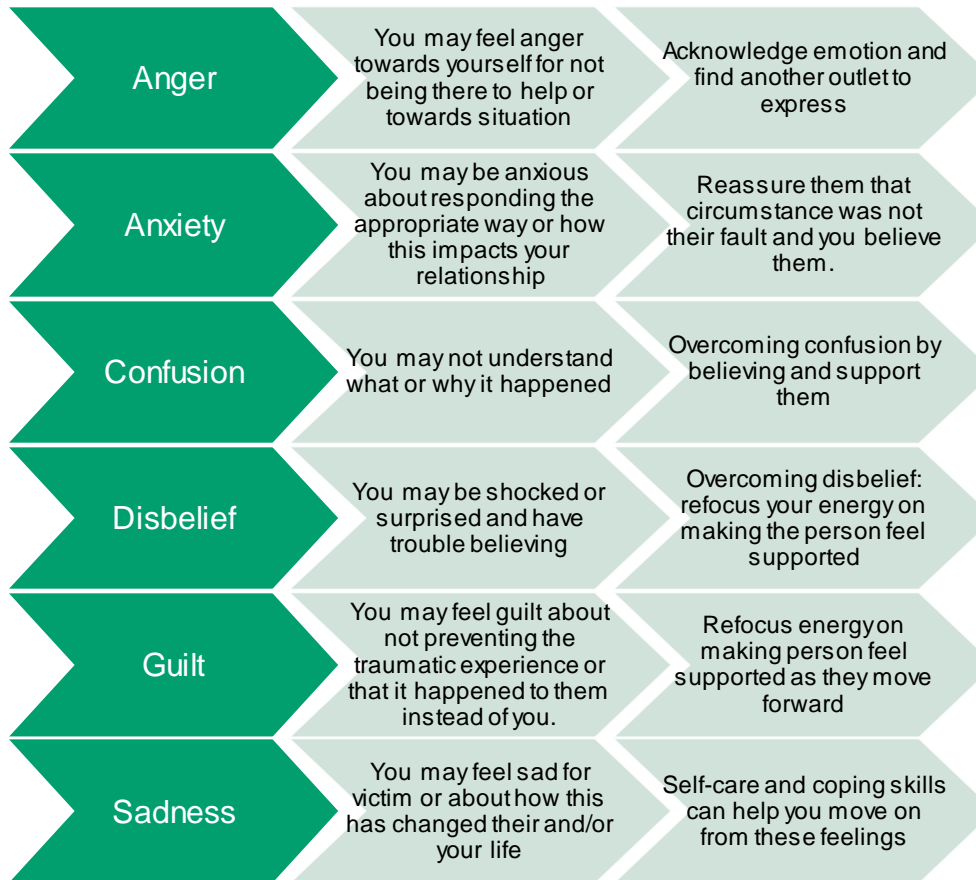 Anger
You may feel anger
towards yourself for not
being there to help or
towards situation
Acknowledge emotion and
find another outlet to
express
Anxiety
You may be anxious
about responding the
appropriate way or how
this impacts your
relationship
Reassure them that
circumstance was not
their fault and you believe
them.
Confusion
You may not understand
what or why it happened
Overcoming confusion by
believing and support
them
Disbelief
You may be shocked or
surprised and have
trouble believing
Overcoming disbelief:
refocus your energy on
making the person feel
supported
Guilt
You may feel guilt about
not preventing the
traumatic experience or
that it happened to them
instead of you.
Refocus energy on
making person feel
supported as they move
forward
Sadness
You may feel sad for
victim or about how this
has changed their and/or
your life
Self-care and coping skills
can help you move on
from these feelings